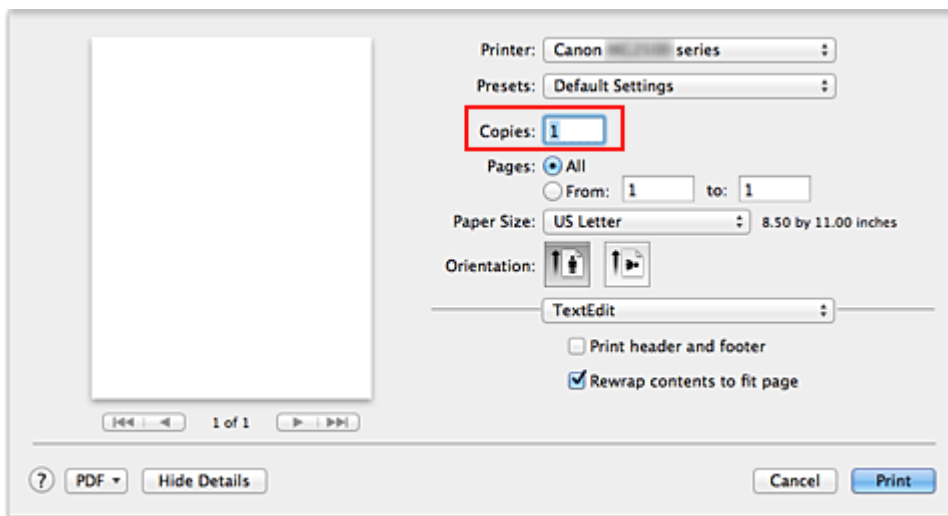 Printer: Canon series
Presets: Default Settings
Copies: 1
Pages: All
From: 1 to: 1
Paper Size: US Letter 8.50 by 11.00 inches
Orientation:
TextEdit
Print header and footer
Rewrap contents to fit page
1 of 1
? PDF Hide Details Cancel Print